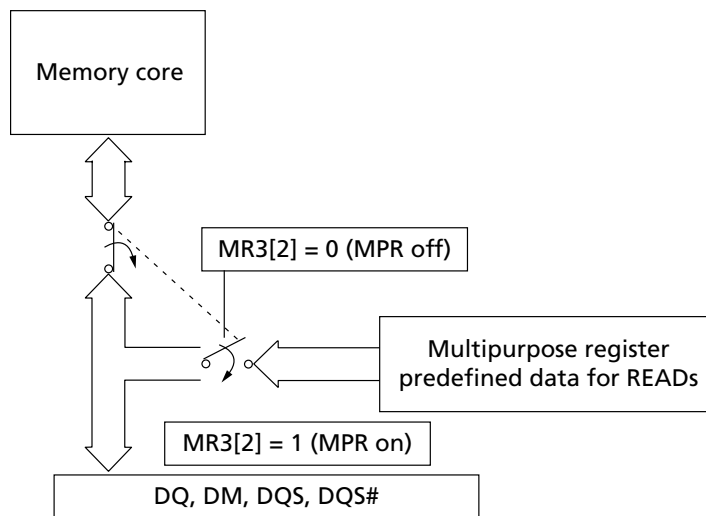 Memory core
MR3[2] = 0 (MPR off)
Multipurpose register
predefined data for READs
MR3[2] = 1 (MPR on)
DQ, DM, DQS, DQS#